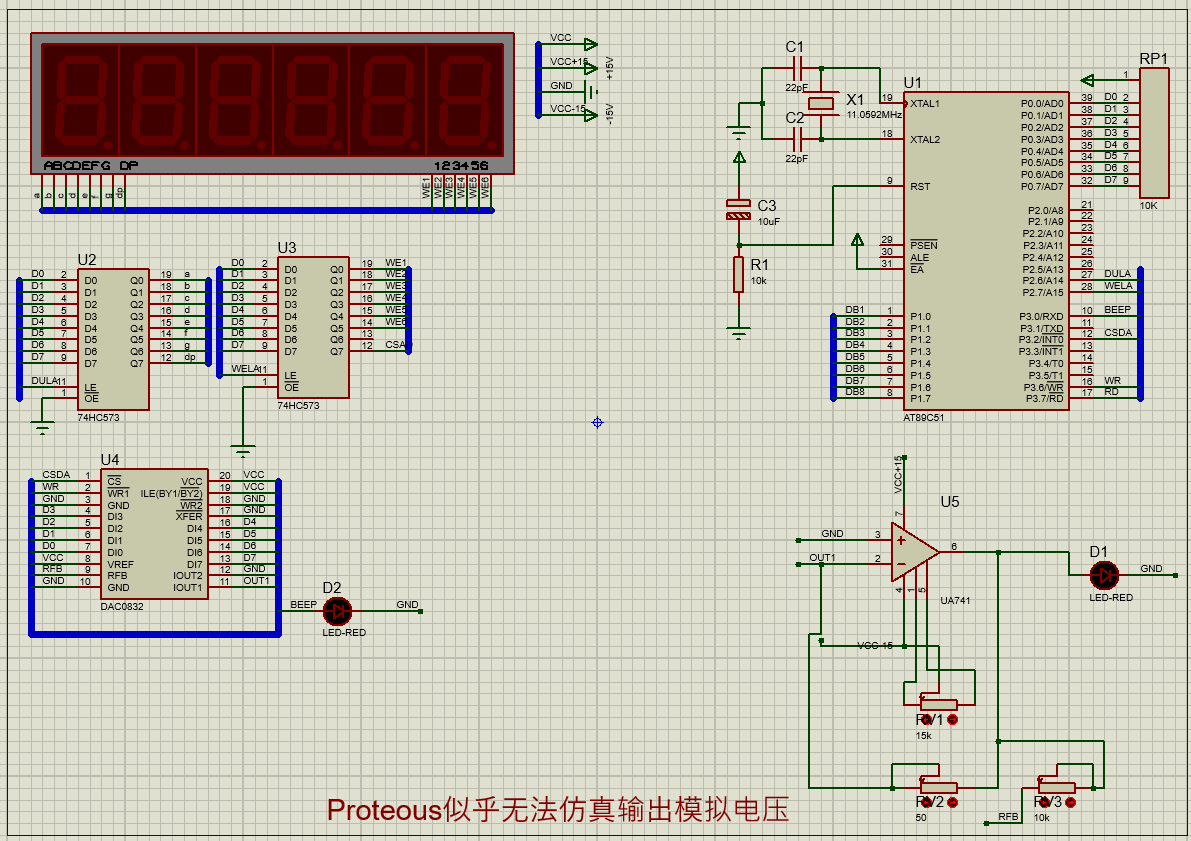 VCC
VCC+15
+15V
GND
VCC-15
-15V
ABCDEFG DP
123456
a
b
c
d
e
f
g
dp
WE1
WE2
WE3
WE4
WE5
WE6
C1
22pF
C2
22pF
X1
11.0592MHz
C3
10uF
R1
10k
U1
19 XTAL1
18 XTAL2
9 RST
29 PSEN
30 ALE
31 EA
DB1 1 P1.0
DB2 2 P1.1
DB3 3 P1.2
DB4 4 P1.3
DB5 5 P1.4
DB6 6 P1.5
DB7 7 P1.6
DB8 8 P1.7
P0.0/AD0 39 D0 2
P0.1/AD1 38 D1 3
P0.2/AD2 37 D2 4
P0.3/AD3 36 D3 5
P0.4/AD4 35 D4 6
P0.5/AD5 34 D5 7
P0.6/AD6 33 D6 8
P0.7/AD7 32 D7 9
P2.0/A8 21
P2.1/A9 22
P2.2/A10 23
P2.3/A11 24
P2.4/A12 25
P2.5/A13 26
P2.6/A14 27 DULA
P2.7/A15 28 WELA
P3.0/RXD 10 BEEP
P3.1/TXD 11
P3.2/INT0 12 CSDA
P3.3/INT1 13
P3.4/T0 14
P3.5/T1 15
P3.6/WR 16 WR
P3.7/RD 17 RD
AT89C51
RP1
1
10K
U2
D0 2 D0 Q0 19 a
D1 3 D1 Q1 18 b
D2 4 D2 Q2 17 c
D3 5 D3 Q3 16 d
D4 6 D4 Q4 15 e
D5 7 D5 Q5 14 f
D6 8 D6 Q6 13 g
D7 9 D7 Q7 12 dp
DULA 11 LE
1 OE
74HC573
U3
D0 2 D0 Q0 19 WE1
D1 3 D1 Q1 18 WE2
D2 4 D2 Q2 17 WE3
D3 5 D3 Q3 16 WE4
D4 6 D4 Q4 15 WE5
D5 7 D5 Q5 14 WE6
D6 8 D6 Q6 13
D7 9 D7 Q7 12 CSAD
WELA 11 LE
1 OE
74HC573
U4
CSDA 1 CS VCC 20 VCC
WR 2 WR1 ILE(BY1/BY2) 19 VCC
GND 3 GND WR2 18 GND
D3 4 DI3 XFER 17 GND
D2 5 DI2 DI4 16 D4
D1 6 DI1 DI5 15 D5
D0 7 DI0 DI6 14 D6
VCC 8 VREF DI7 13 D7
RFB 9 RFB IOUT2 12 GND
GND 10 GND IOUT1 11 OUT1
DAC0832
BEEP
D2
GND
LED-RED
VCC+15
U5
7
GND 3
OUT1 2
6
4
1
5
UA741
D1
GND
LED-RED
VCC-15
RV1
15k
RV2
50
RV3
10k
RFB
Proteous似乎无法仿真输出模拟电压